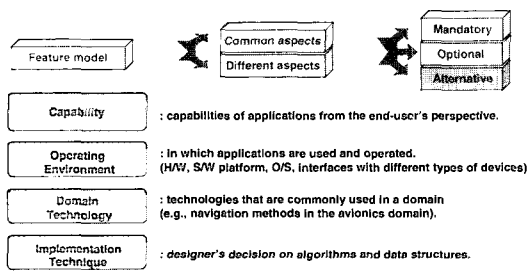 Feature model
Common aspects
Different aspects
Mandatory
Optional
Alternative
Capability
: capabilities of applications from the end-user's perspective.
Operating
Environment
: In which applications are used and operated.
(H/W, S/W platform, O/S, interfaces with different types of devices)
Domain
Technology
: technologies that are commonly used in a domain
(e.g., navigation methods in the avionics domain).
Implementation
Technique
: designer's decision on algorithms and data structures.